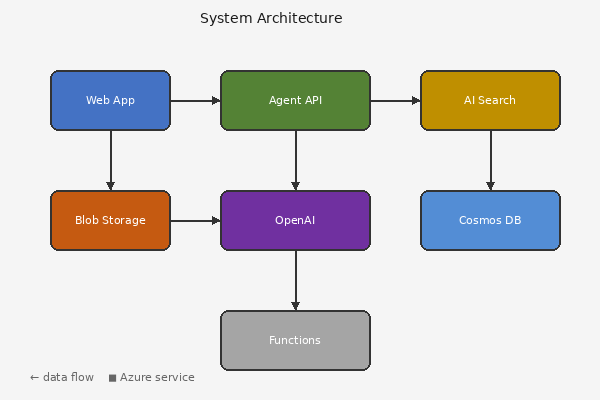 System Architecture
Web App
Agent API
AI Search
Blob Storage
OpenAI
Cosmos DB
Functions
← data flow ■ Azure service